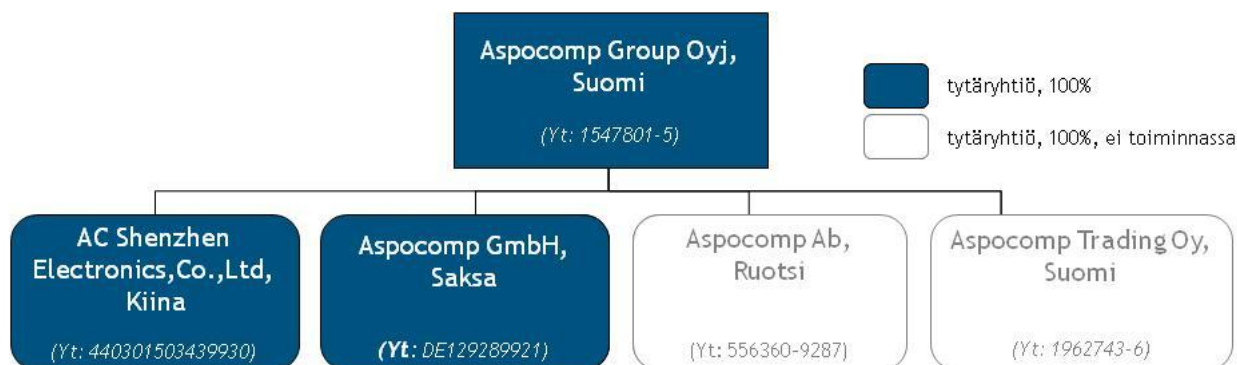 Aspocomp Group Oyj,
Suomi
(Yt: 1547801-5)
tytäryhtiö, 100%
tytäryhtiö, 100%, ei toiminnassa
AC Shenzhen
Electronics,Co.,Ltd,
Kiina
(Yt: 440301503439930)
Aspocomp GmbH,
Saksa
(Yt: DE129289921)
Aspocomp Ab,
Ruotsi
(Yt: 556360-9287)
Aspocomp Trading Oy,
Suomi
(Yt: 1962743-6)